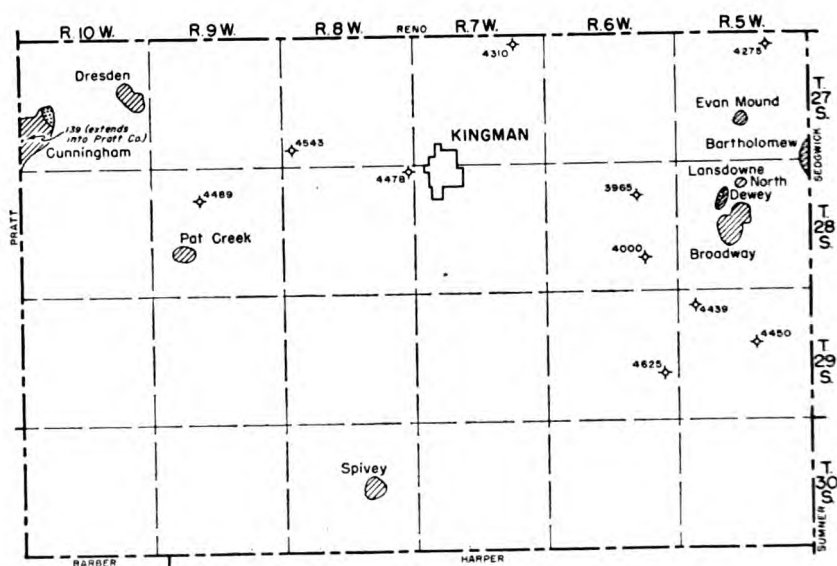 R.10 W. R.9 W. R.8 W. RENO R.7 W. R.6 W. R.5 W.
4310 4275
Dresden
T.
27
S.
Evan Mound
139 (extends
into Pratt Co.)
Cunningham
4543
KINGMAN
Bartholomew
SEDGWICK
4478
Lansdowne
North
4489
3965
Dewey
PRATT
T.
28
S.
Pat Creek
4000
Broadway
4439
4450
T.
29
S.
4625
Spivey
T.
30
S.
SUMNER
BARBER HARPER